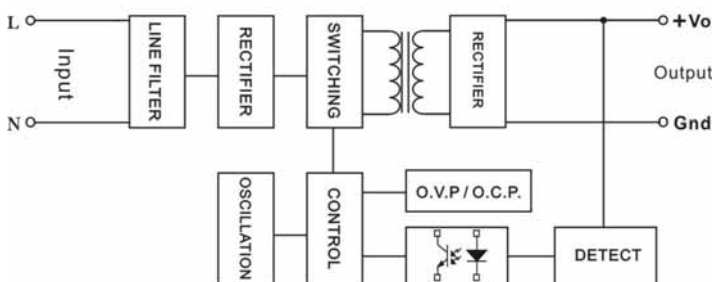 L
N
Input
LINE FILTER
RECTIFIER
SWITCHING
RECTIFIER
+Vo
Output
Gnd
OSCILLATION
CONTROL
O.V.P / O.C.P.
DETECT